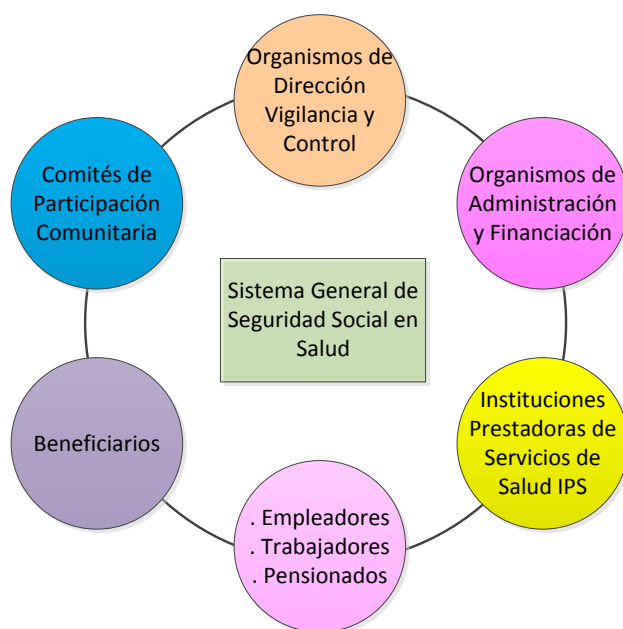 Organismos de
Dirección
Vigilancia y
Control
Organismos de
Administración
y Financiación
Instituciones
Prestadoras de
Servicios de
Salud IPS
. Empleadores
. Trabajadores
. Pensionados
Beneficiarios
Comités de
Participación
Comunitaria
Sistema General de
Seguridad Social en
Salud